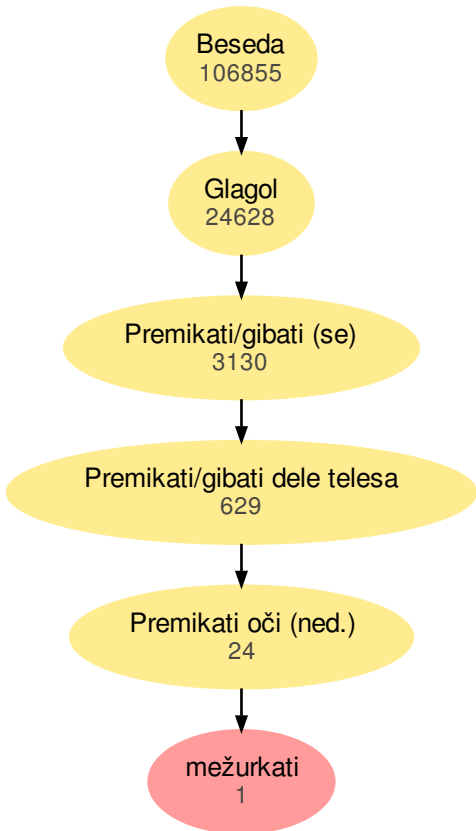 Beseda
106855
Glagol
24628
Premikati/gibati (se)
3130
Premikati/gibati dele telesa
629
Premikati oči (ned.)
24
mežurkati
1